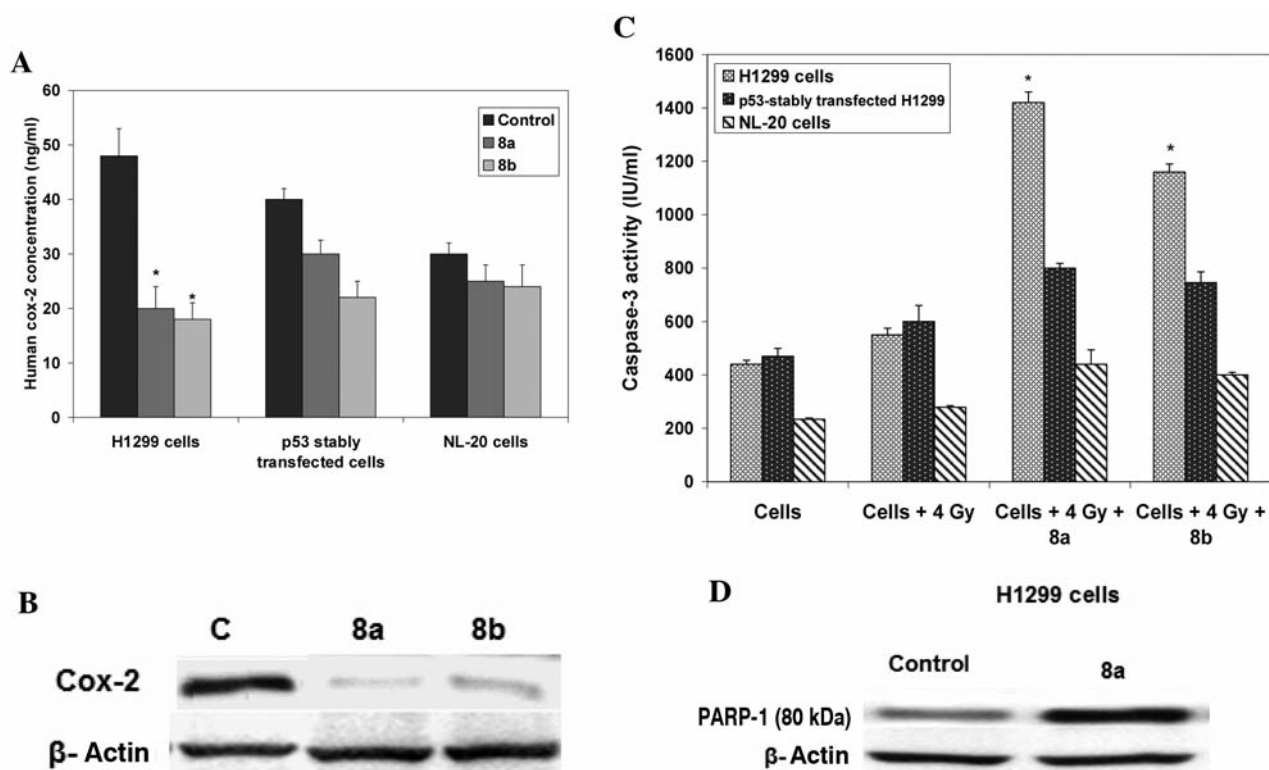 A
Human cox-2 concentration (ng/ml)
60
50
40
30
20
10
0
Control
8a
8b
*
*
H1299 cells
p53 stably
transfected cells
NL-20 cells
C
Caspase-3 activity (IU/ml)
1600
1400
1200
1000
800
600
400
200
0
H1299 cells
p53-stably transfected H1299
NL-20 cells
*
*
Cells
Cells + 4 Gy
Cells + 4 Gy +
8a
Cells + 4 Gy +
8b
B
C 8a 8b
Cox-2
β- Actin
D
H1299 cells
Control 8a
PARP-1 (80 kDa)
β- Actin